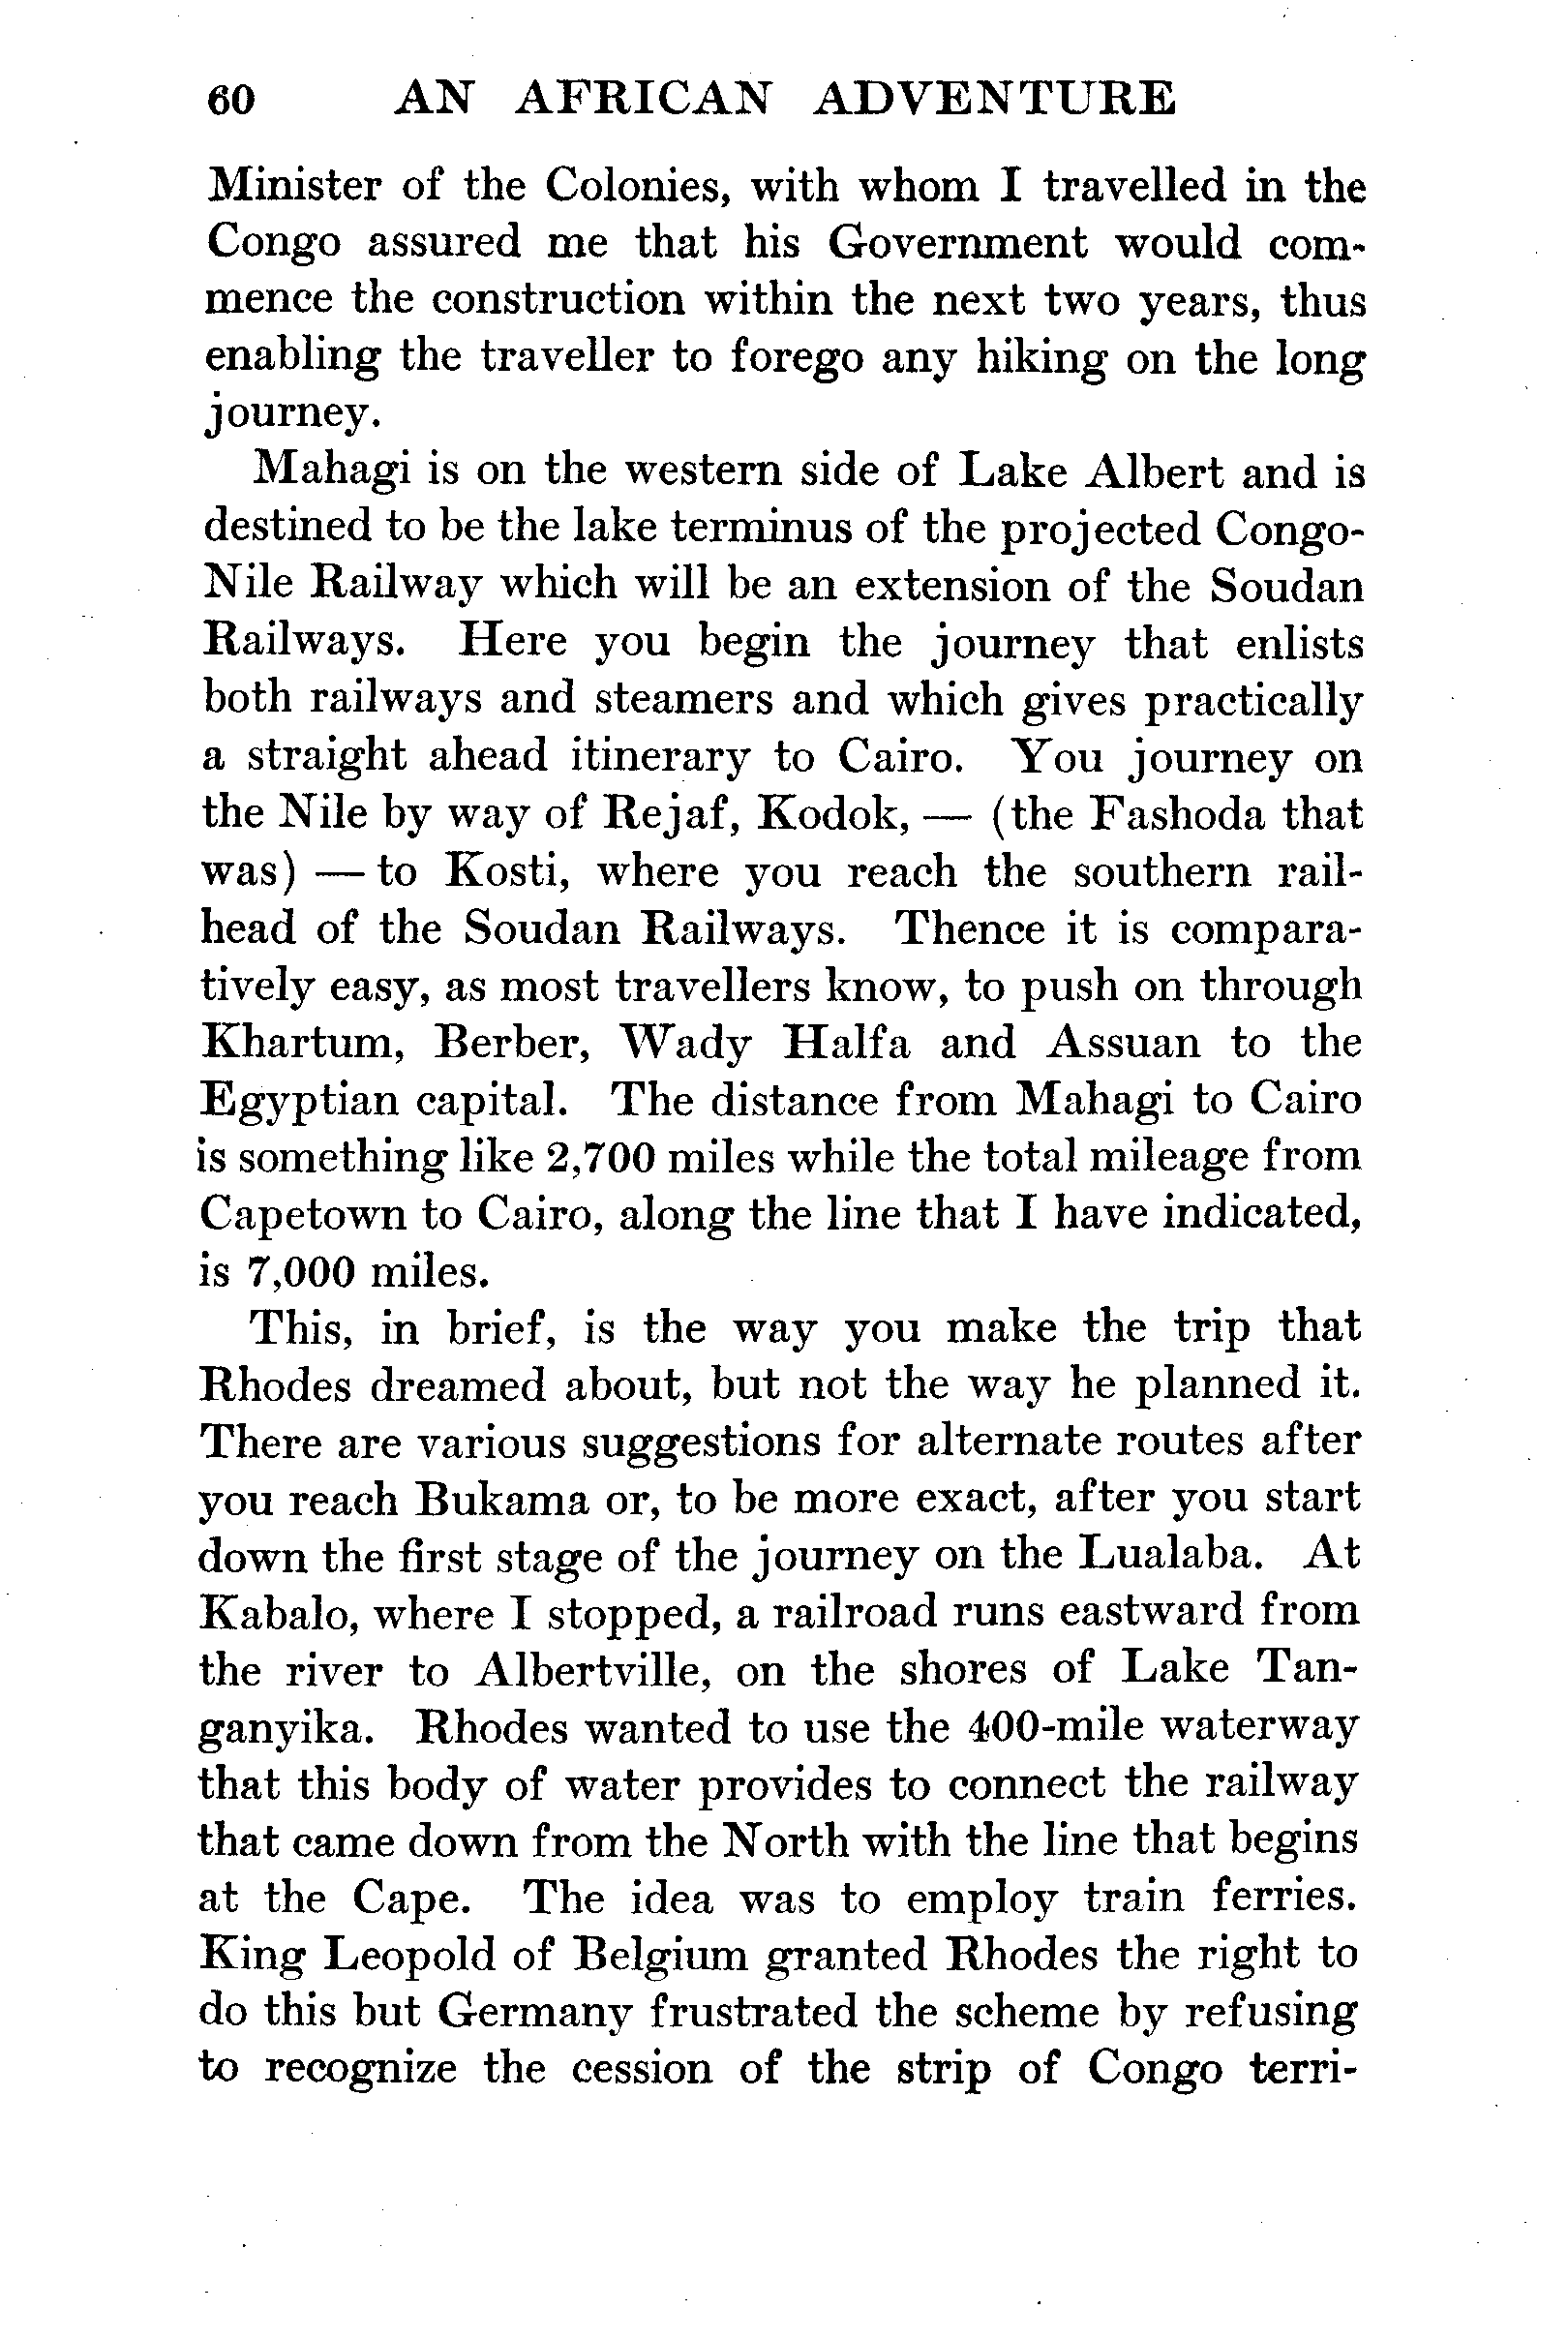 60 AN AFRICAN ADVENTURE
Minister of the Colonies, with whom I travelled in the
Congo assured me that his Government would com-
mence the construction within the next two years, thus
enabling the traveller to forego any hiking on the long
journey.
Mahagi is on the western side of Lake Albert and is
destined to be the lake terminus of the projected Congo-
Nile Railway which will be an extension of the Soudan
Railways. Here you begin the journey that enlists
both railways and steamers and which gives practically
a straight ahead itinerary to Cairo. You journey on
the Nile by way of Rejaf, Kodok, — (the Fashoda that
was) — to Kosti, where you reach the southern rail-
head of the Soudan Railways. Thence it is compara-
tively easy, as most travellers know, to push on through
Khartum, Berber, Wady Halfa and Assuan to the
Egyptian capital. The distance from Mahagi to Cairo
is something like 2,700 miles while the total mileage from
Capetown to Cairo, along the line that I have indicated,
is 7,000 miles.
This, in brief, is the way you make the trip that
Rhodes dreamed about, but not the way he planned it.
There are various suggestions for alternate routes after
you reach Bukama or, to be more exact, after you start
down the first stage of the journey on the Lualaba. At
Kabalo, where I stopped, a railroad runs eastward from
the river to Albertville, on the shores of Lake Tan-
ganyika. Rhodes wanted to use the 400-mile waterway
that this body of water provides to connect the railway
that came down from the North with the line that begins
at the Cape. The idea was to employ train ferries.
King Leopold of Belgium granted Rhodes the right to
do this but Germany frustrated the scheme by refusing
to recognize the cession of the strip of Congo terri-